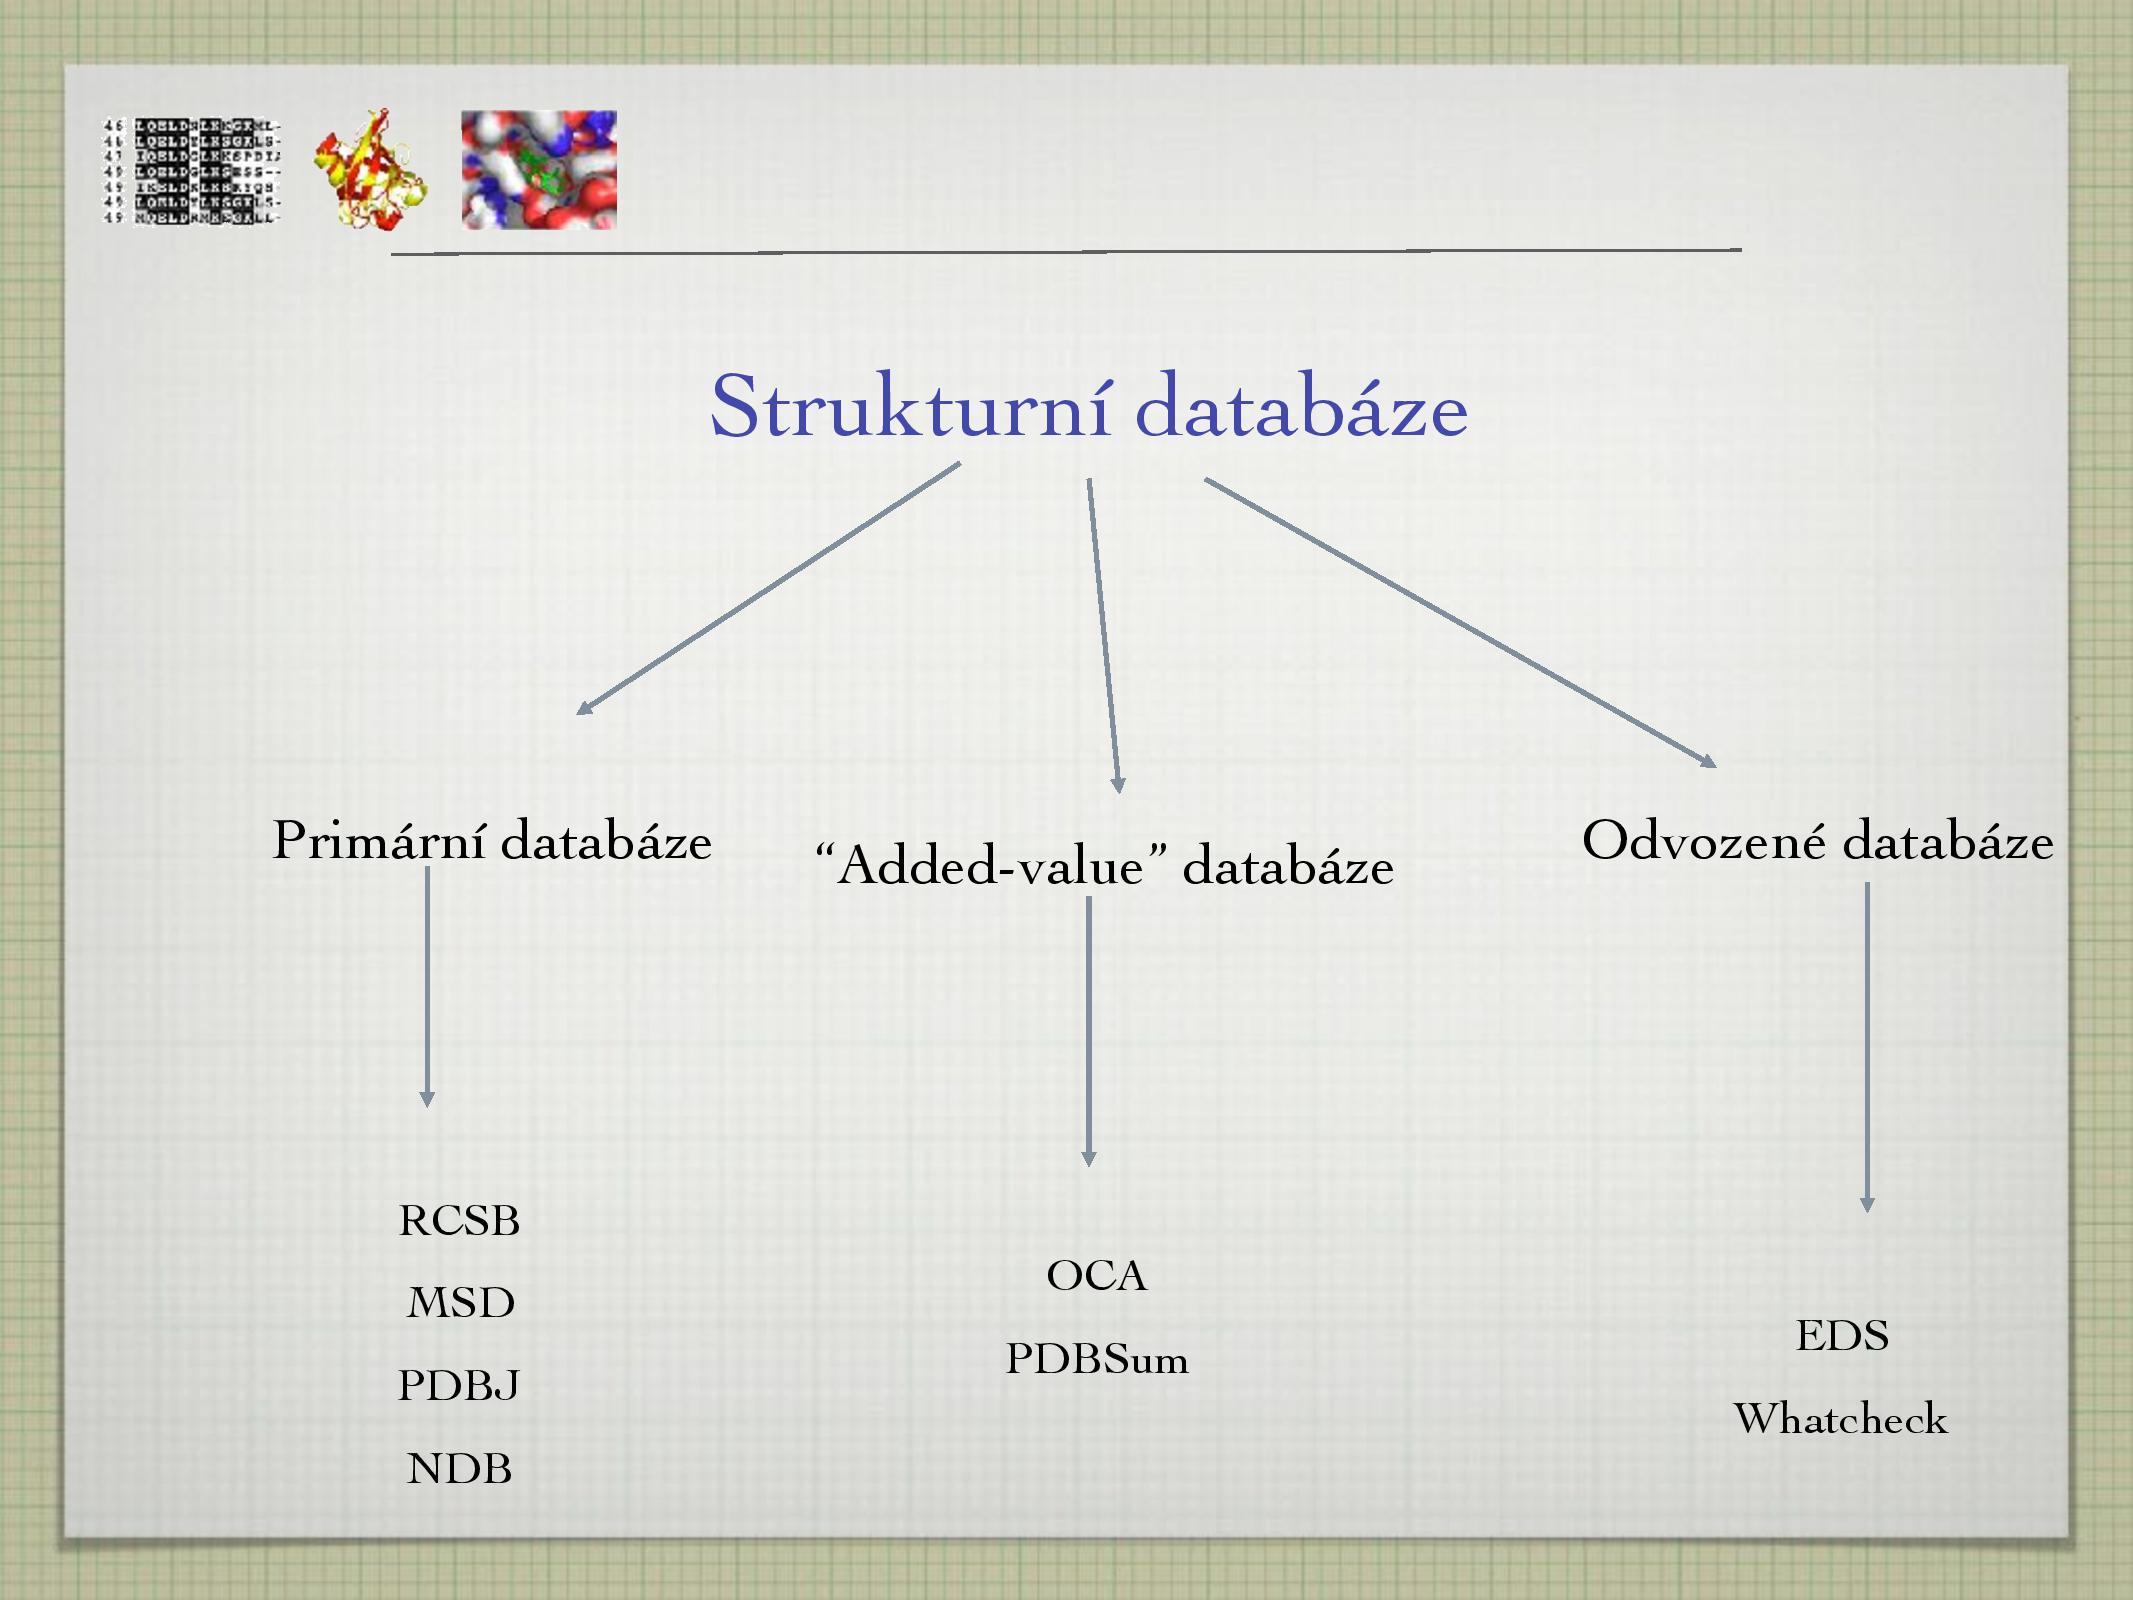 Strukturní databáze
Primární databáze
“Added-value” databáze
Odvozené databáze
RCSB
MSD
PDBJ
NDB
OCA
PDBSum
EDS
Whatcheck